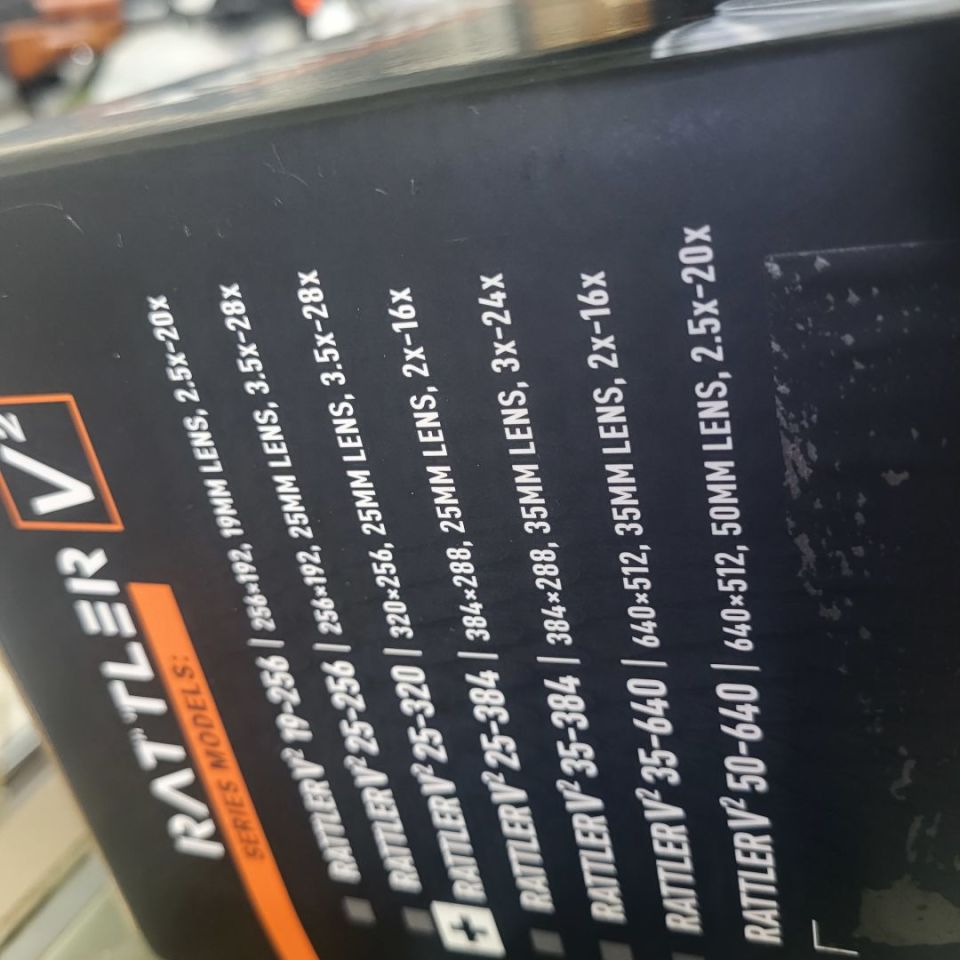 RATTLER V²
SERIES MODELS:
RATTLER V² 19-256 | 256×192, 19MM LENS, 2.5x-20x
RATTLER V² 25-256 | 256×192, 25MM LENS, 3.5x-28x
RATTLER V² 25-320 | 320×256, 25MM LENS, 3.5x-28x
RATTLER V² 25-384 | 384×288, 25MM LENS, 2x-16x
RATTLER V² 35-384 | 384×288, 35MM LENS, 3x-24x
RATTLER V² 35-640 | 640×512, 35MM LENS, 2x-16x
RATTLER V² 50-640 | 640×512, 50MM LENS, 2.5x-20x